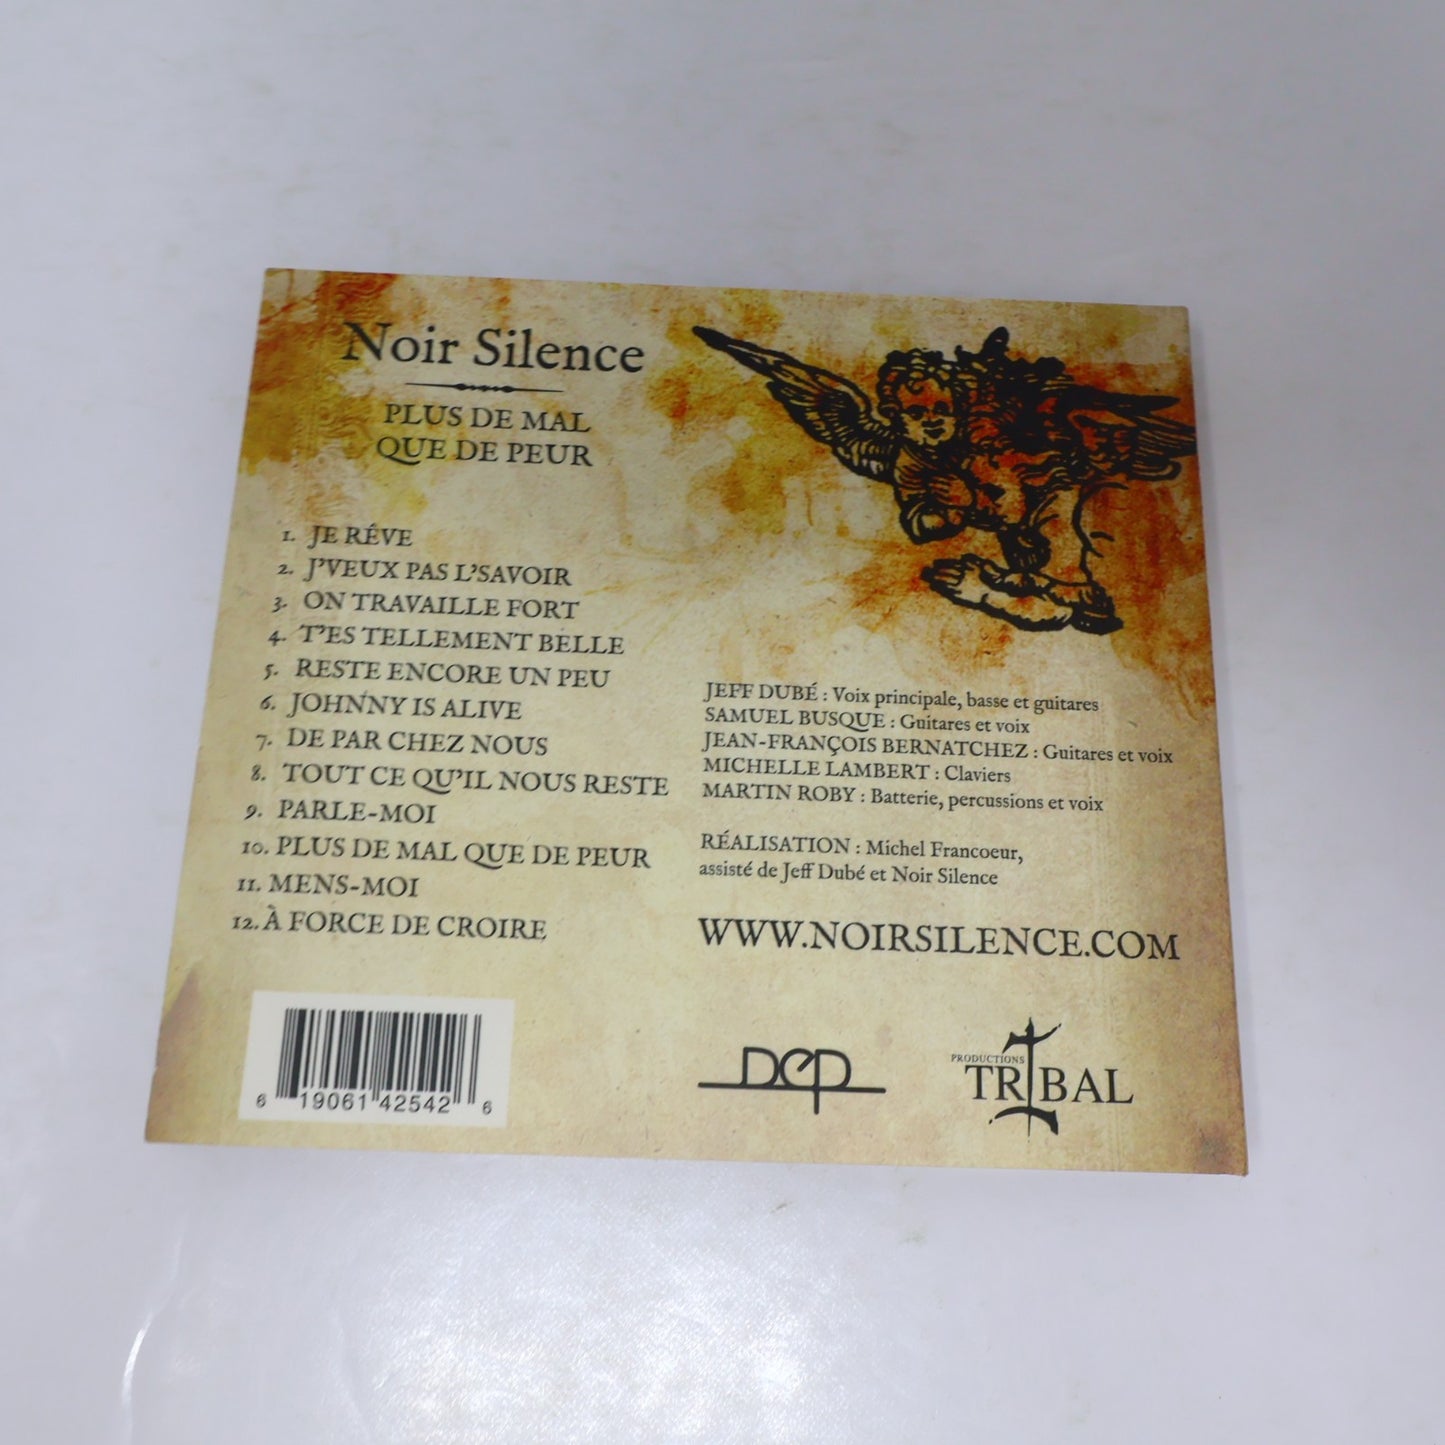 Noir Silence
PLUS DE MAL
QUE DE PEUR
1. JE RÊVE
2. J'VEUX PAS L'SAVOIR
3. ON TRAVAILLE FORT
4. T'ES TELLEMENT BELLE
5. RESTE ENCORE UN PEU
6. JOHNNY IS ALIVE
7. DE PAR CHEZ NOUS
8. TOUT CE QU'IL NOUS RESTE
9. PARLE-MOI
10. PLUS DE MAL QUE DE PEUR
11. MENS-MOI
12. À FORCE DE CROIRE
JEFF DUBÉ : Voix principale, basse et guitares
SAMUEL BUSQUE : Guitares et voix
JEAN-FRANÇOIS BERNATCHEZ : Guitares et voix
MICHELLE LAMBERT : Claviers
MARTIN ROBY : Batterie, percussions et voix
RÉALISATION : Michel Francoeur,
assisté de Jeff Dubé et Noir Silence
WWW.NOIRSILENCE.COM
6 19061 42542 6
DEP
PRODUCTIONS
TRIBAL